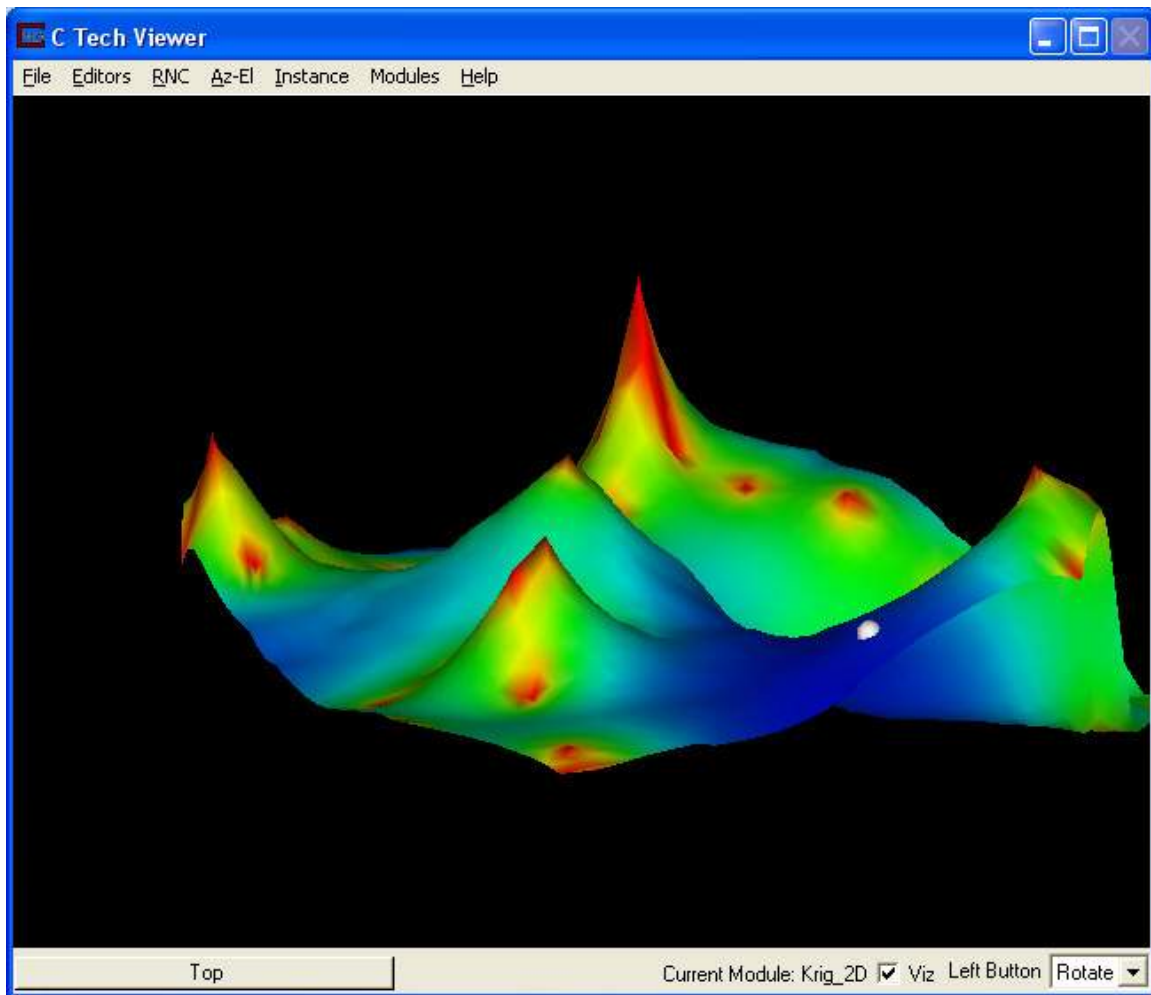 C Tech Viewer
File Editors RNC Az-El Instance Modules Help
Top Current Module: Krig_2D Viz Left Button Rotate